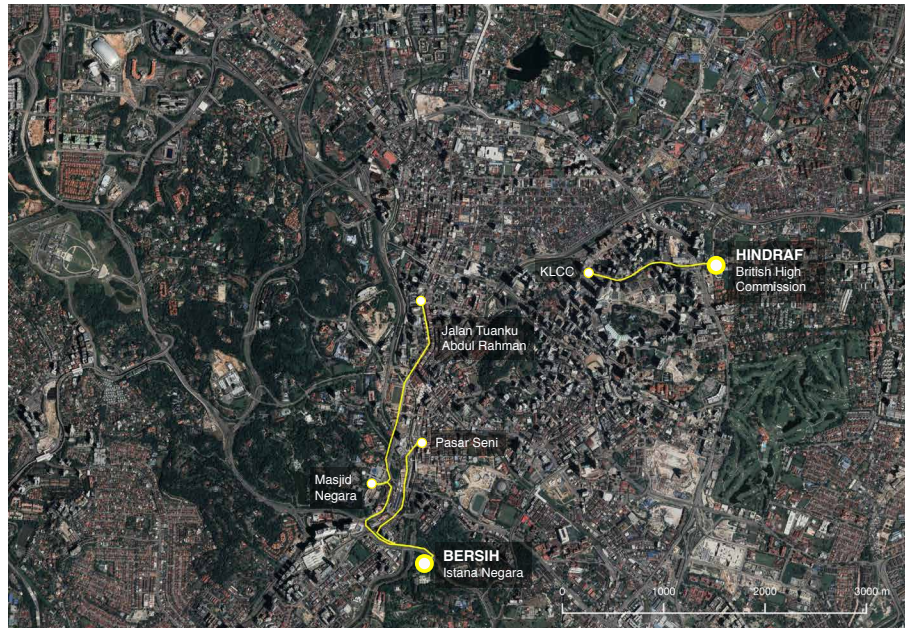 HINDRAF
British High
Commission
KLCC
Jalan Tuanku
Abdul Rahman
Pasar Seni
Masjid
Negara
BERSIH
Istana Negara
0 1000 2000 3000 m